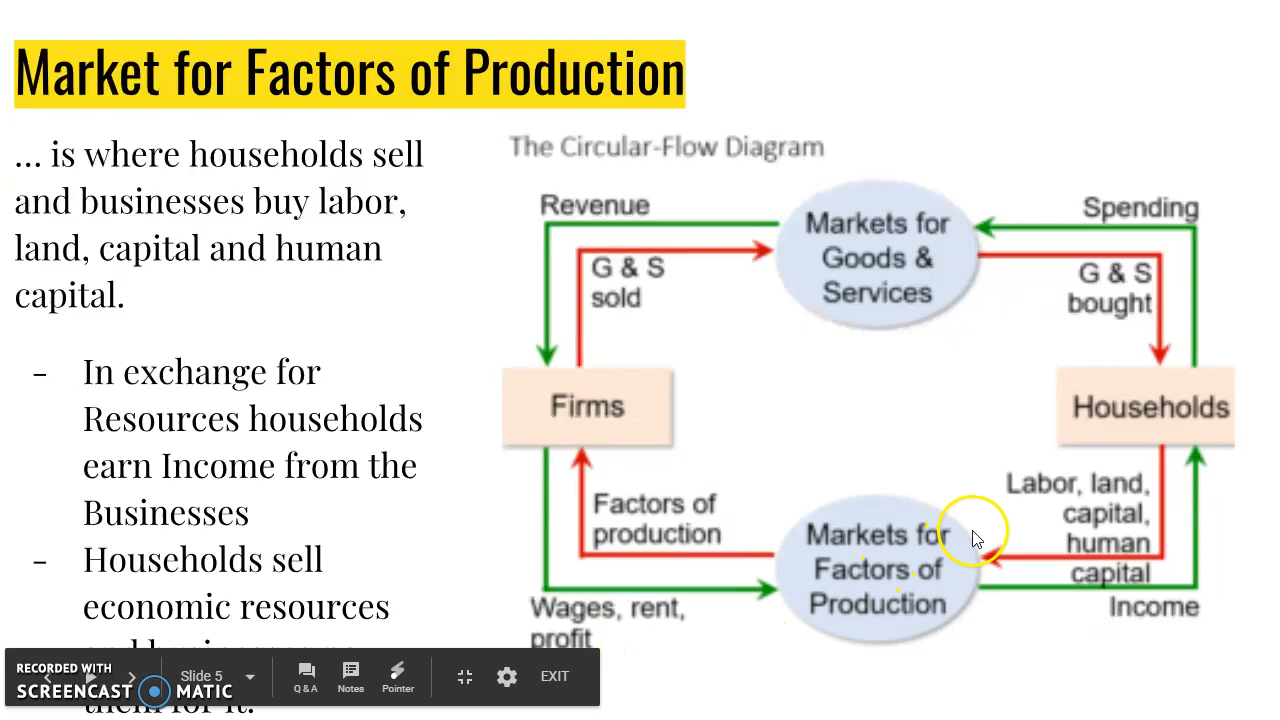 Market for Factors of Production
... is where households sell
and businesses buy labor,
land, capital and human
capital.
- In exchange for
Resources households
earn Income from the
Businesses
- Households sell
economic resources
them for it.
The Circular-Flow Diagram
Revenue
Markets for
Goods &
Services
Spending
G & S
sold
G & S
bought
Firms
Households
Factors of
production
Markets for
Factors of
Production
Labor, land,
capital,
human
capital
Wages, rent,
profit
Income
RECORDED WITH
SCREENCAST MATIC
Slide 5
Q & A
Notes
Pointer
EXIT